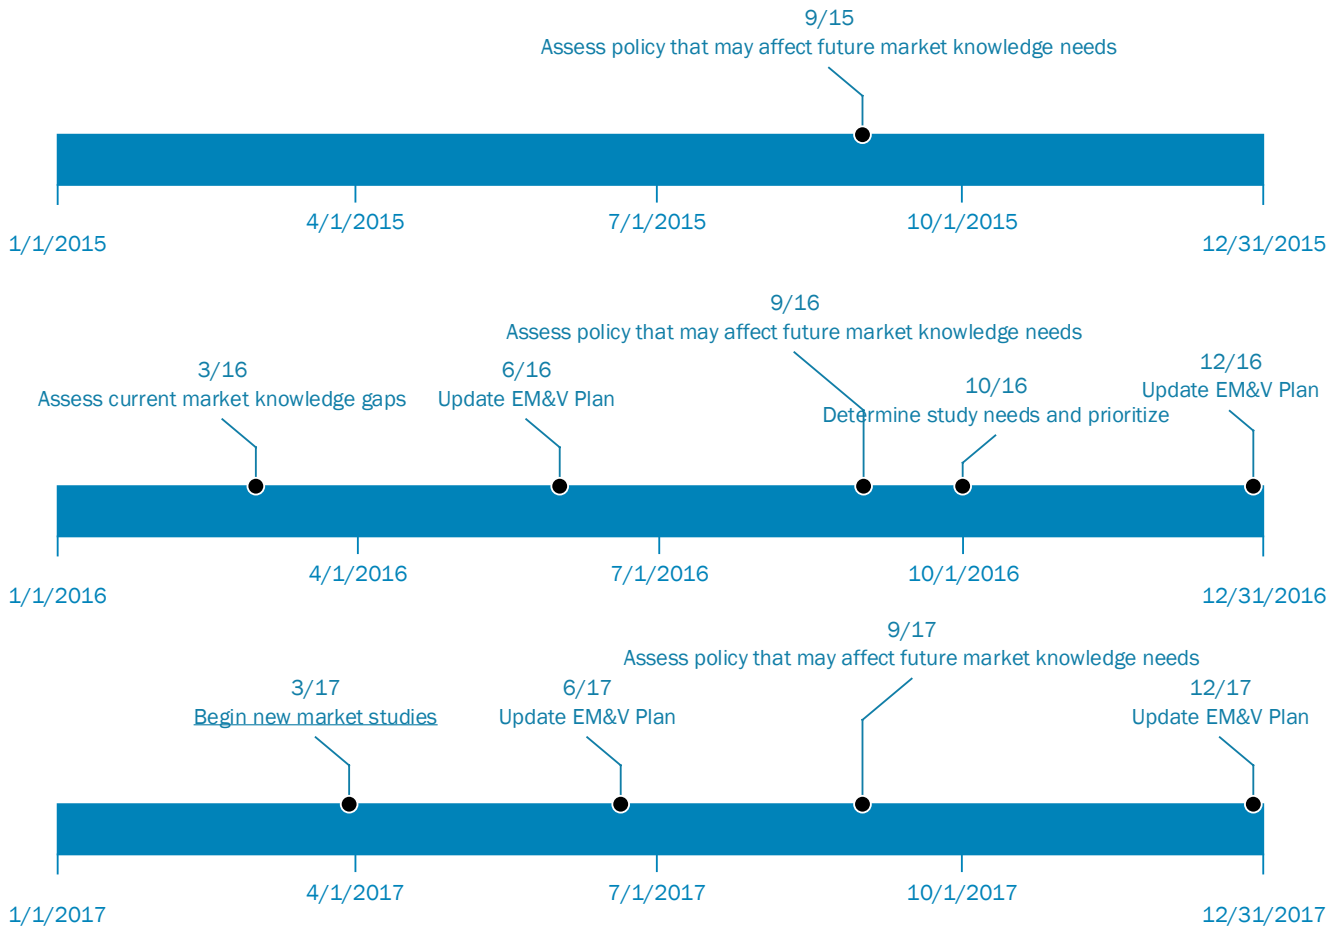 9/15
Assess policy that may affect future market knowledge needs
4/1/2015
7/1/2015
10/1/2015
1/1/2015
12/31/2015
9/16
Assess policy that may affect future market knowledge needs
3/16
Assess current market knowledge gaps
6/16
Update EM&V Plan
10/16
Determine study needs and prioritize
12/16
Update EM&V Plan
4/1/2016
7/1/2016
10/1/2016
1/1/2016
12/31/2016
9/17
Assess policy that may affect future market knowledge needs
3/17
Begin new market studies
6/17
Update EM&V Plan
12/17
Update EM&V Plan
4/1/2017
7/1/2017
10/1/2017
1/1/2017
12/31/2017